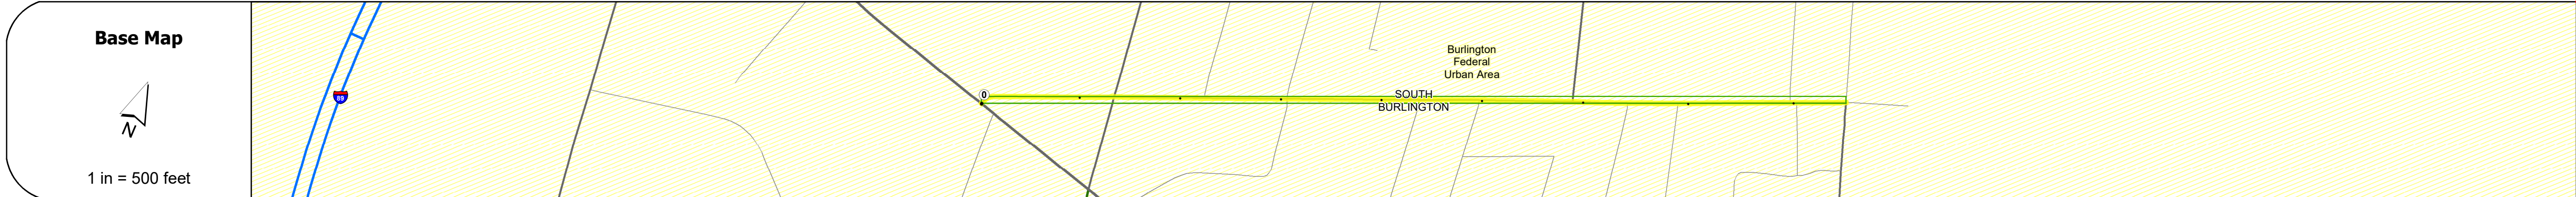 Base Map
N
1 in = 500 feet
89
0
Burlington
Federal
Urban Area
SOUTH
BURLINGTON